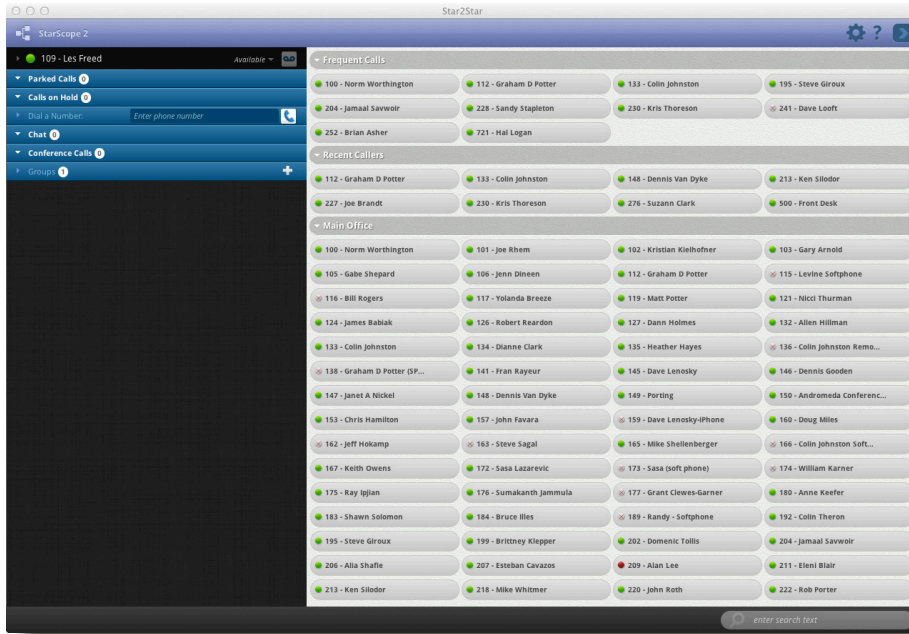 Star2Star
StarScope 2
?
109 - Les Freed Available
Parked Calls 0
Calls on Hold 0
Dial a Number: Enter phone number
Chat 0
Conference Calls 0
Groups 1
Frequent Calls
100 - Norm Worthington 112 - Graham D Potter 133 - Colin Johnston 195 - Steve Giroux
204 - Jamaal Savwoir 228 - Sandy Stapleton 230 - Kris Thoreson 241 - Dave Looft
252 - Brian Asher 721 - Hal Logan
Recent Callers
112 - Graham D Potter 133 - Colin Johnston 148 - Dennis Van Dyke 213 - Ken Silodor
227 - Joe Brandt 230 - Kris Thoreson 276 - Suzann Clark 500 - Front Desk
Main Office
100 - Norm Worthington 101 - Joe Rhem 102 - Kristian Kielhofner 103 - Gary Arnold
105 - Gabe Shepard 106 - Jenn Dineen 112 - Graham D Potter 115 - Levine Softphone
116 - Bill Rogers 117 - Yolanda Breeze 119 - Matt Potter 121 - Nicci Thurman
124 - James Babiak 126 - Robert Reardon 127 - Dann Holmes 132 - Allen Hillman
133 - Colin Johnston 134 - Dianne Clark 135 - Heather Hayes 136 - Colin Johnston Remo...
138 - Graham D Potter (SP... 141 - Fran Rayeur 145 - Dave Lenosky 146 - Dennis Gooden
147 - Janet A Nickel 148 - Dennis Van Dyke 149 - Porting 150 - Andromeda Conferenc...
153 - Chris Hamilton 157 - John Favara 159 - Dave Lenosky-iPhone 160 - Doug Miles
162 - Jeff Hokamp 163 - Steve Sagal 165 - Mike Shellenberger 166 - Colin Johnston Soft...
167 - Keith Owens 172 - Sasa Lazarevic 173 - Sasa (soft phone) 174 - William Karner
175 - Ray Ipjian 176 - Sumakanth Jammula 177 - Grant Clewes-Garner 180 - Anne Keefer
183 - Shawn Solomon 184 - Bruce Illes 189 - Randy - Softphone 192 - Colin Theron
195 - Steve Giroux 199 - Brittney Klepper 202 - Domenic Tollis 204 - Jamaal Savwoir
206 - Alia Shafie 207 - Esteban Cavazos 209 - Alan Lee 211 - Eleni Blair
213 - Ken Silodor 218 - Mike Whitmer 220 - John Roth 222 - Rob Porter
enter search text